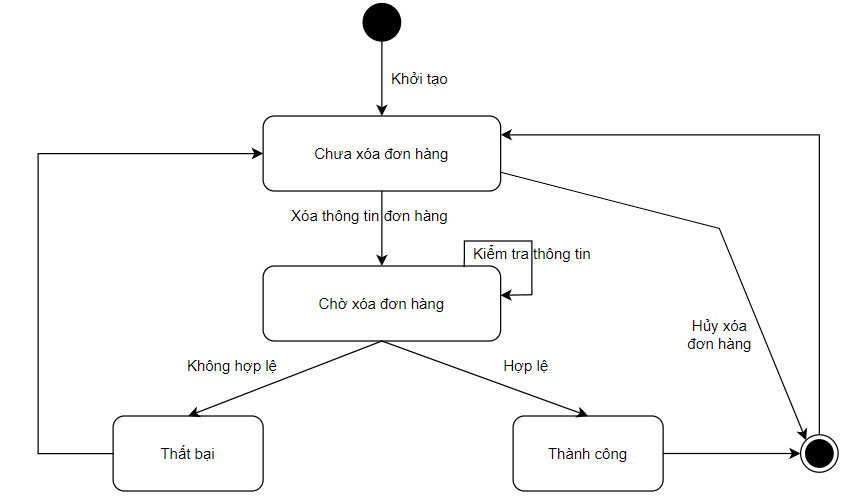 Khởi tạo
Chưa xóa đơn hàng
Xóa thông tin đơn hàng
Kiểm tra thông tin
Chờ xóa đơn hàng
Hủy xóa
đơn hàng
Không hợp lệ
Hợp lệ
Thất bại
Thành công